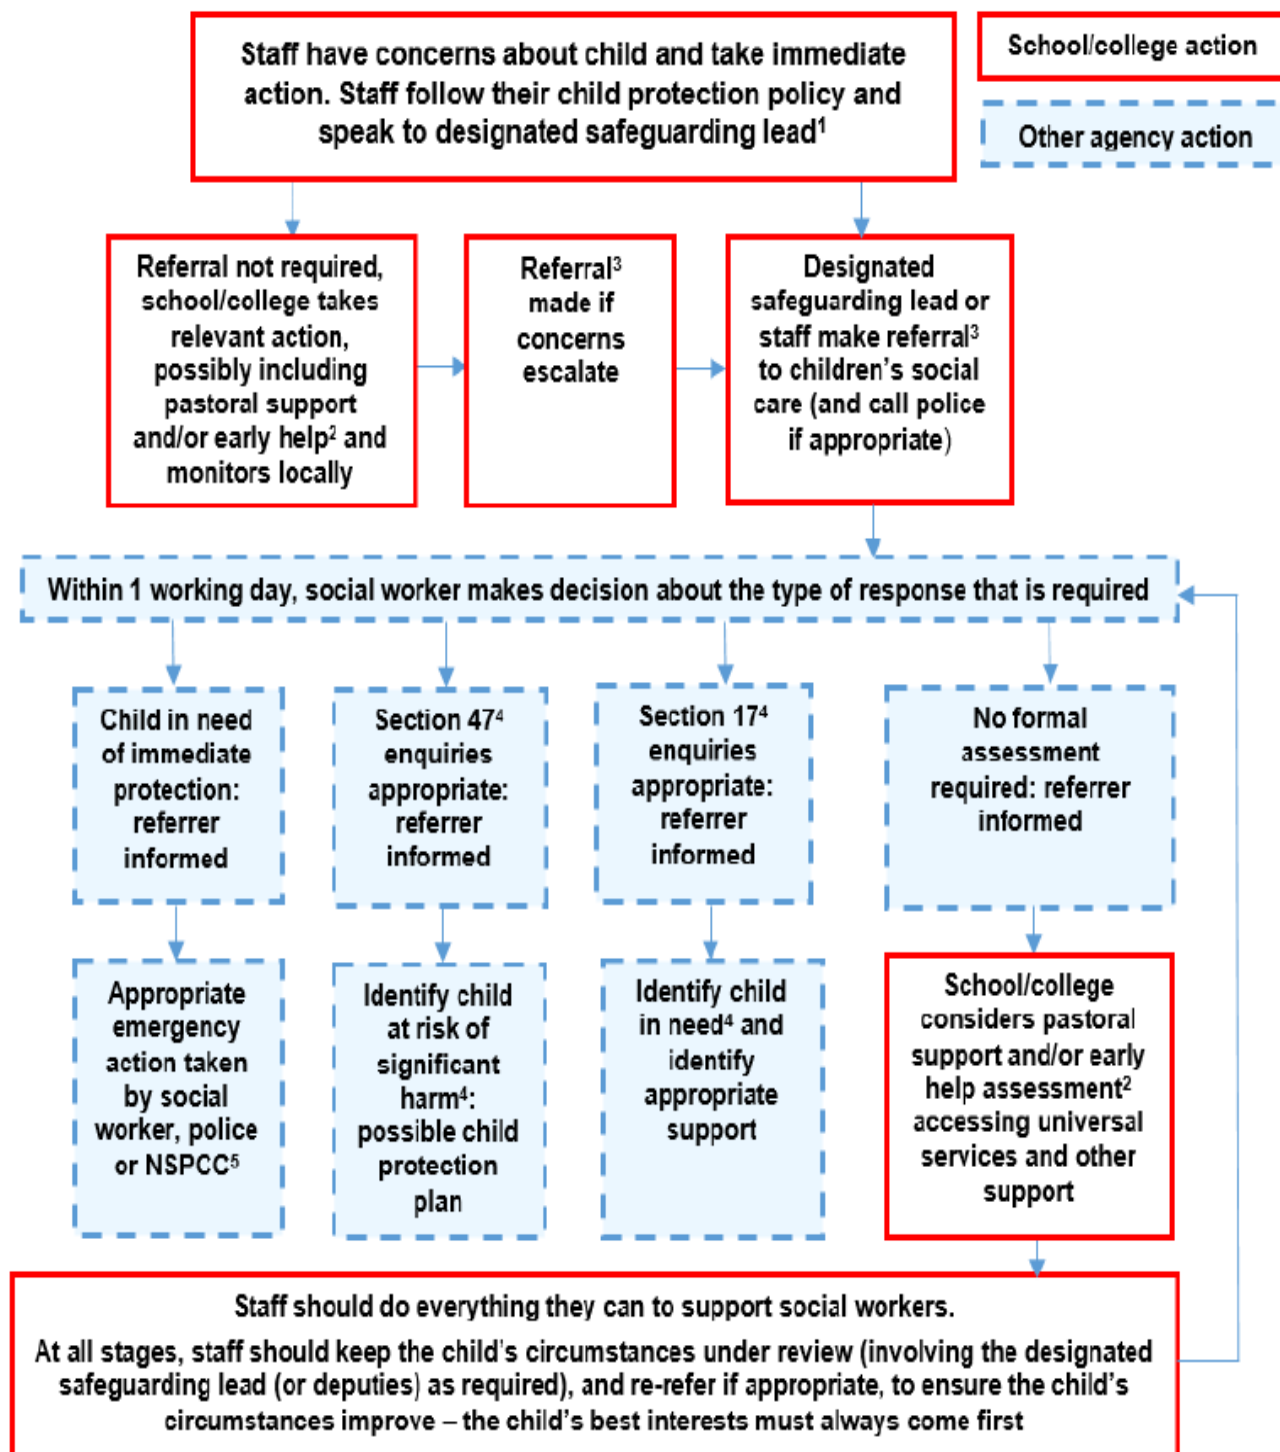 Staff have concerns about child and take immediate
action. Staff follow their child protection policy and
speak to designated safeguarding lead¹
School/college action
Other agency action
Referral not required,
school/college takes
relevant action,
possibly including
pastoral support
and/or early help² and
monitors locally
Referral³
made if
concerns
escalate
Designated
safeguarding lead or
staff make referral³
to children’s social
care (and call police
if appropriate)
Within 1 working day, social worker makes decision about the type of response that is required
Child in need
of immediate
protection:
referrer
informed
Section 47⁴
enquiries
appropriate:
referrer
informed
Section 17⁴
enquiries
appropriate:
referrer
informed
No formal
assessment
required: referrer
informed
Appropriate
emergency
action taken
by social
worker, police
or NSPCC⁵
Identify child
at risk of
significant
harm⁴:
possible child
protection
plan
Identify child
in need⁴ and
identify
appropriate
support
School/college
considers pastoral
support and/or early
help assessment²
accessing universal
services and other
support
Staff should do everything they can to support social workers.
At all stages, staff should keep the child’s circumstances under review (involving the designated
safeguarding lead (or deputies) as required), and re-refer if appropriate, to ensure the child’s
circumstances improve – the child’s best interests must always come first